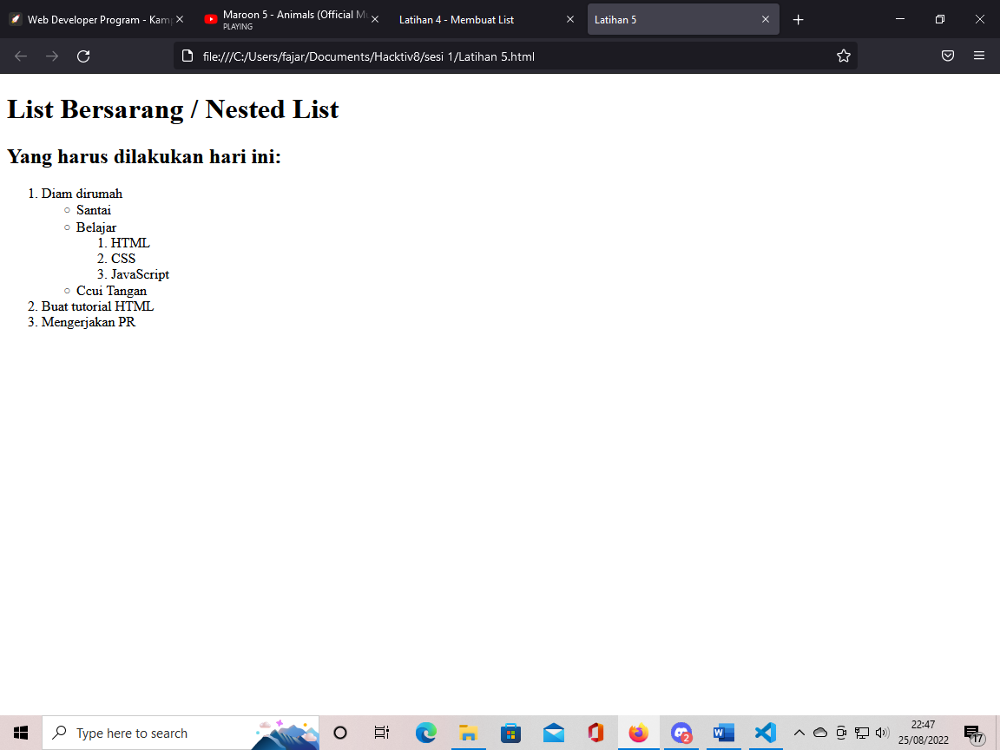 Web Developer Program - Kam
Maroon 5 - Animals (Official M
PLAYING
Latihan 4 - Membuat List
Latihan 5
file:///C:/Users/fajar/Documents/Hacktiv8/sesi 1/Latihan 5.html
List Bersarang / Nested List
Yang harus dilakukan hari ini:
1. Diam dirumah
○ Santai
○ Belajar
1. HTML
2. CSS
3. JavaScript
○ Ccui Tangan
2. Buat tutorial HTML
3. Mengerjakan PR
Type here to search
2
W
22:47
25/08/2022
17